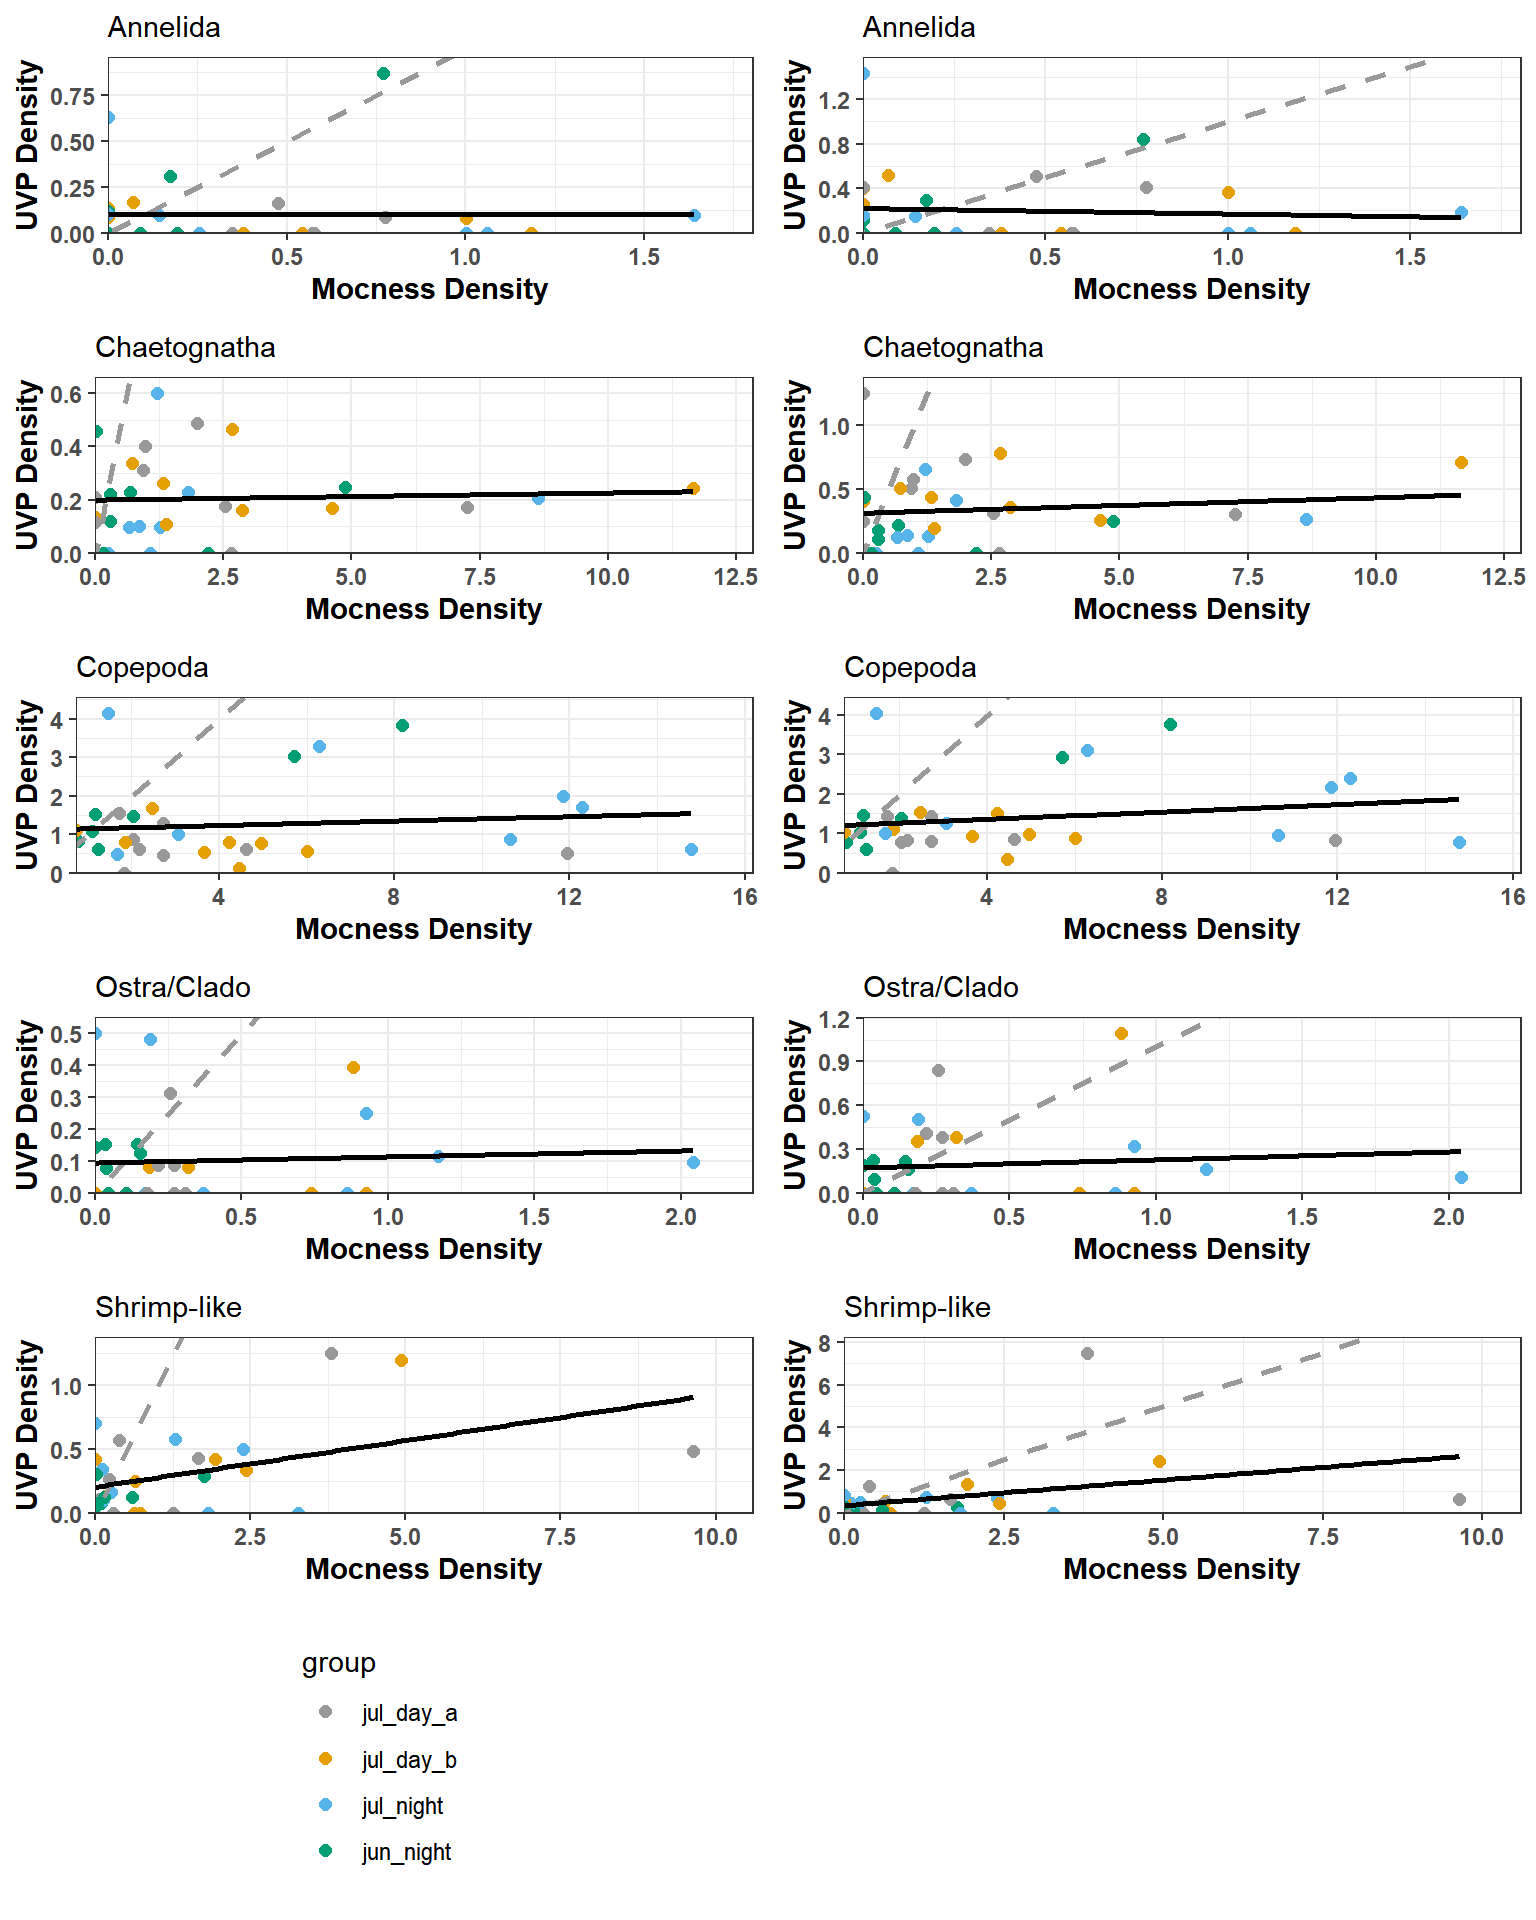 Annelida
Annelida
UVP Density
0.75
0.50
0.25
0.00
0.0
0.5
1.0
1.5
Mocness Density
UVP Density
1.2
0.8
0.4
0.0
0.0
0.5
1.0
1.5
Mocness Density
Chaetognatha
Chaetognatha
UVP Density
0.6
0.4
0.2
0.0
0.0
2.5
5.0
7.5
10.0
12.5
Mocness Density
UVP Density
1.0
0.5
0.0
0.0
2.5
5.0
7.5
10.0
12.5
Mocness Density
Copepoda
Copepoda
UVP Density
4
3
2
1
0
4
8
12
16
Mocness Density
UVP Density
4
3
2
1
0
4
8
12
16
Mocness Density
Ostra/Clado
Ostra/Clado
UVP Density
0.5
0.4
0.3
0.2
0.1
0.0
0.0
0.5
1.0
1.5
2.0
Mocness Density
UVP Density
1.2
0.9
0.6
0.3
0.0
0.0
0.5
1.0
1.5
2.0
Mocness Density
Shrimp-like
Shrimp-like
UVP Density
1.0
0.5
0.0
0.0
2.5
5.0
7.5
10.0
Mocness Density
UVP Density
8
6
4
2
0
0.0
2.5
5.0
7.5
10.0
Mocness Density
group
jul_day_a
jul_day_b
jul_night
jun_night